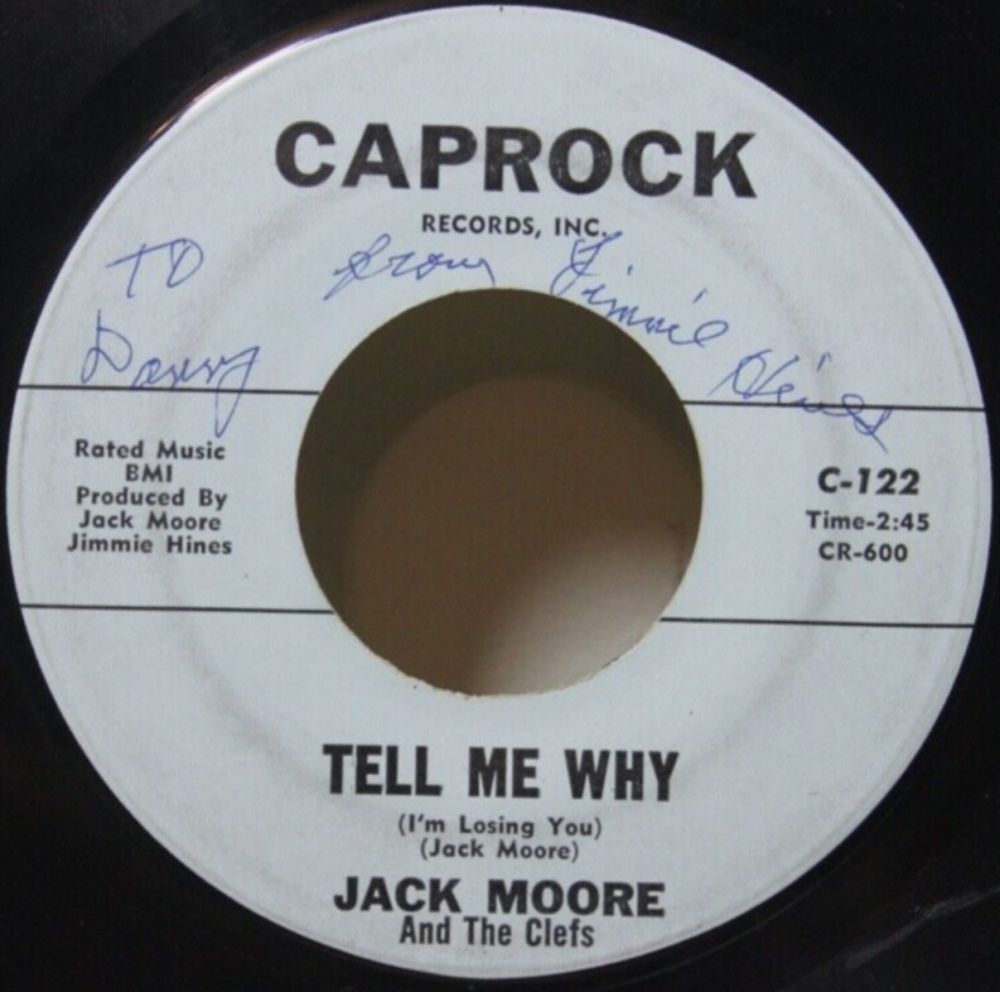 CAPROCK
RECORDS, INC.
TO
Danny
from Jimmie Hines
Rated Music
BMI
Produced By
Jack Moore
Jimmie Hines
C-122
Time-2:45
CR-600
TELL ME WHY
(I'm Losing You)
(Jack Moore)
JACK MOORE
And The Clefs